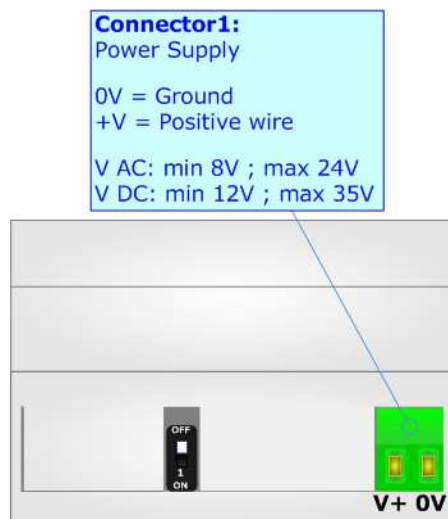 Connector1:
Power Supply
0V = Ground
+V = Positive wire
V AC: min 8V ; max 24V
V DC: min 12V ; max 35V
OFF
1
ON
V+ 0V